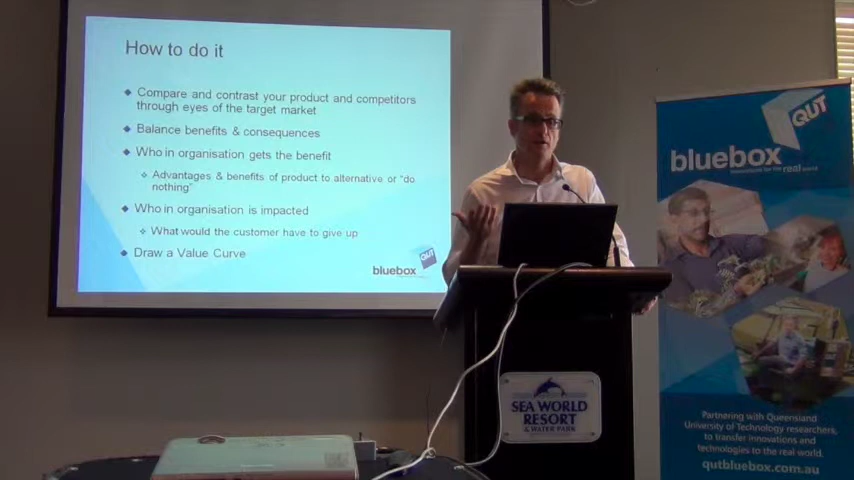 How to do it
Compare and contrast your product and competitors
through eyes of the target market
Balance benefits & consequences
Who in organisation gets the benefit
Advantages & benefits of product to alternative or "do
nothing"
Who in organisation is impacted
What would the customer have to give up
Draw a Value Curve
bluebox
QUT
SEA WORLD
RESORT
& WATER PARK
QUT
bluebox
innovations for the real world
Partnering with Queensland
University of Technology researchers,
to transfer innovations and
technologies to the real world.
qutbluebox.com.au